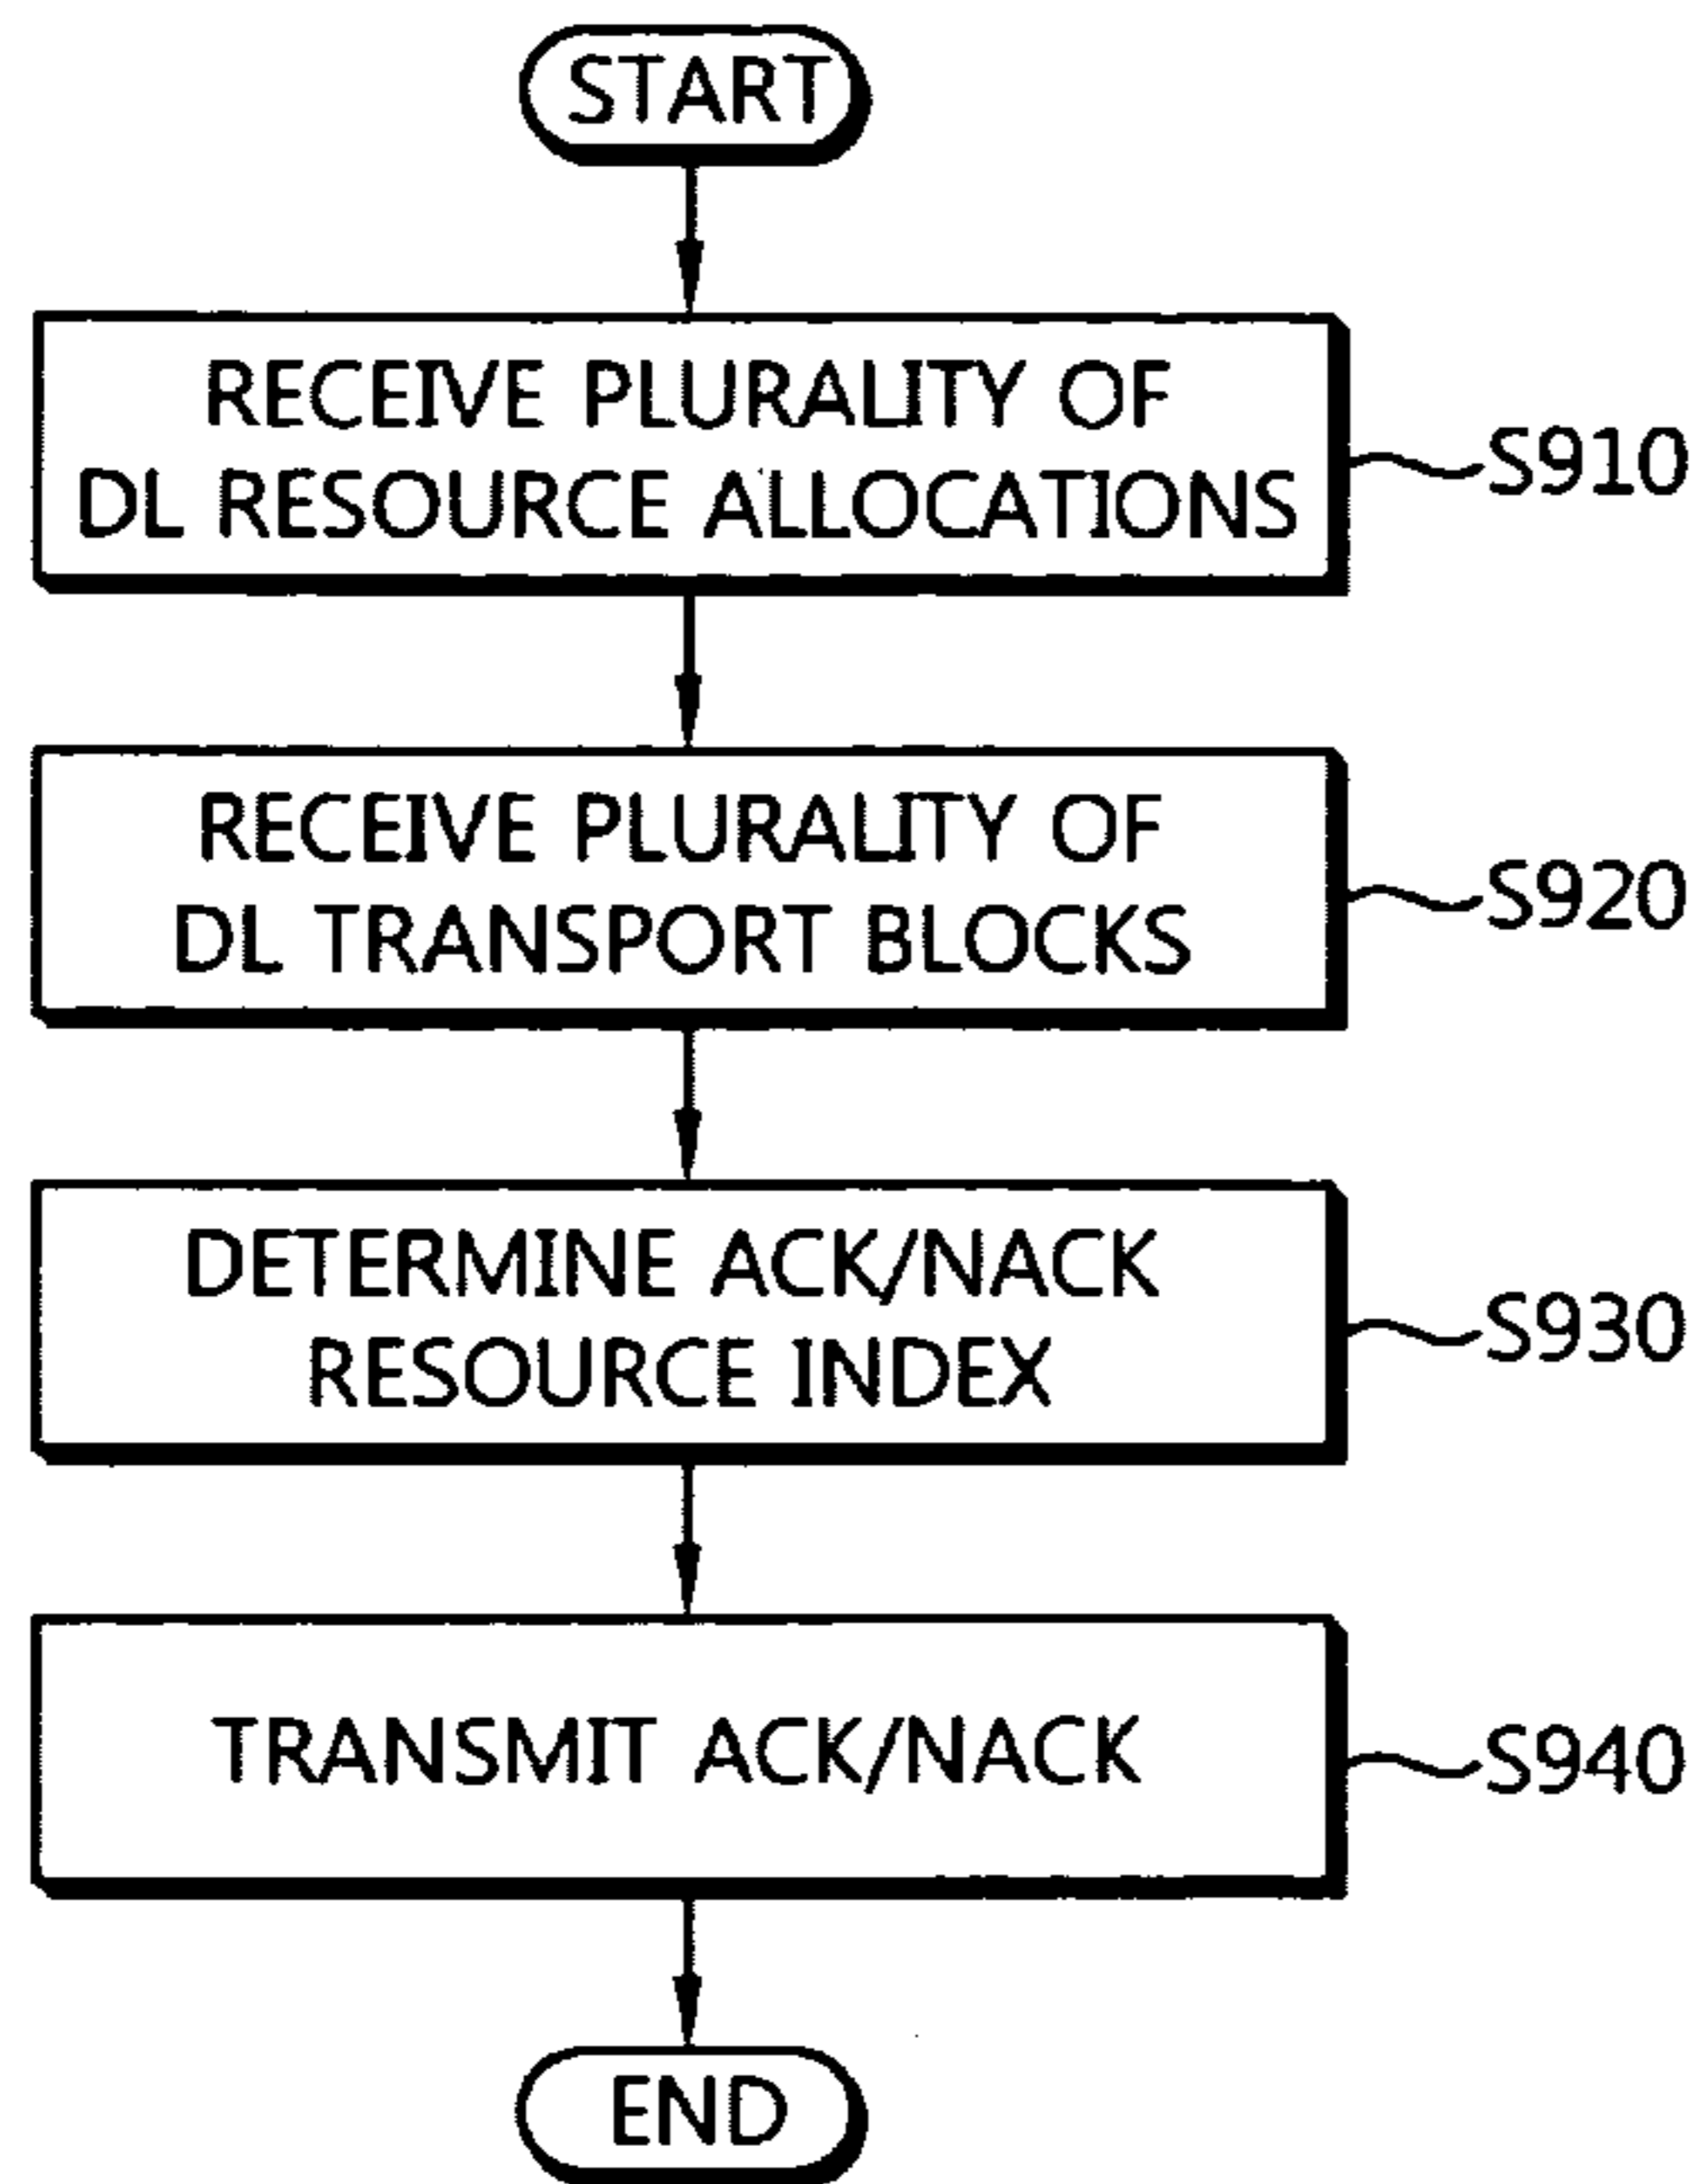 START
RECEIVE PLURALITY OF
DL RESOURCE ALLOCATIONS
S910
RECEIVE PLURALITY OF
DL TRANSPORT BLOCKS
S920
DETERMINE ACK/NACK
RESOURCE INDEX
S930
TRANSMIT ACK/NACK
S940
END